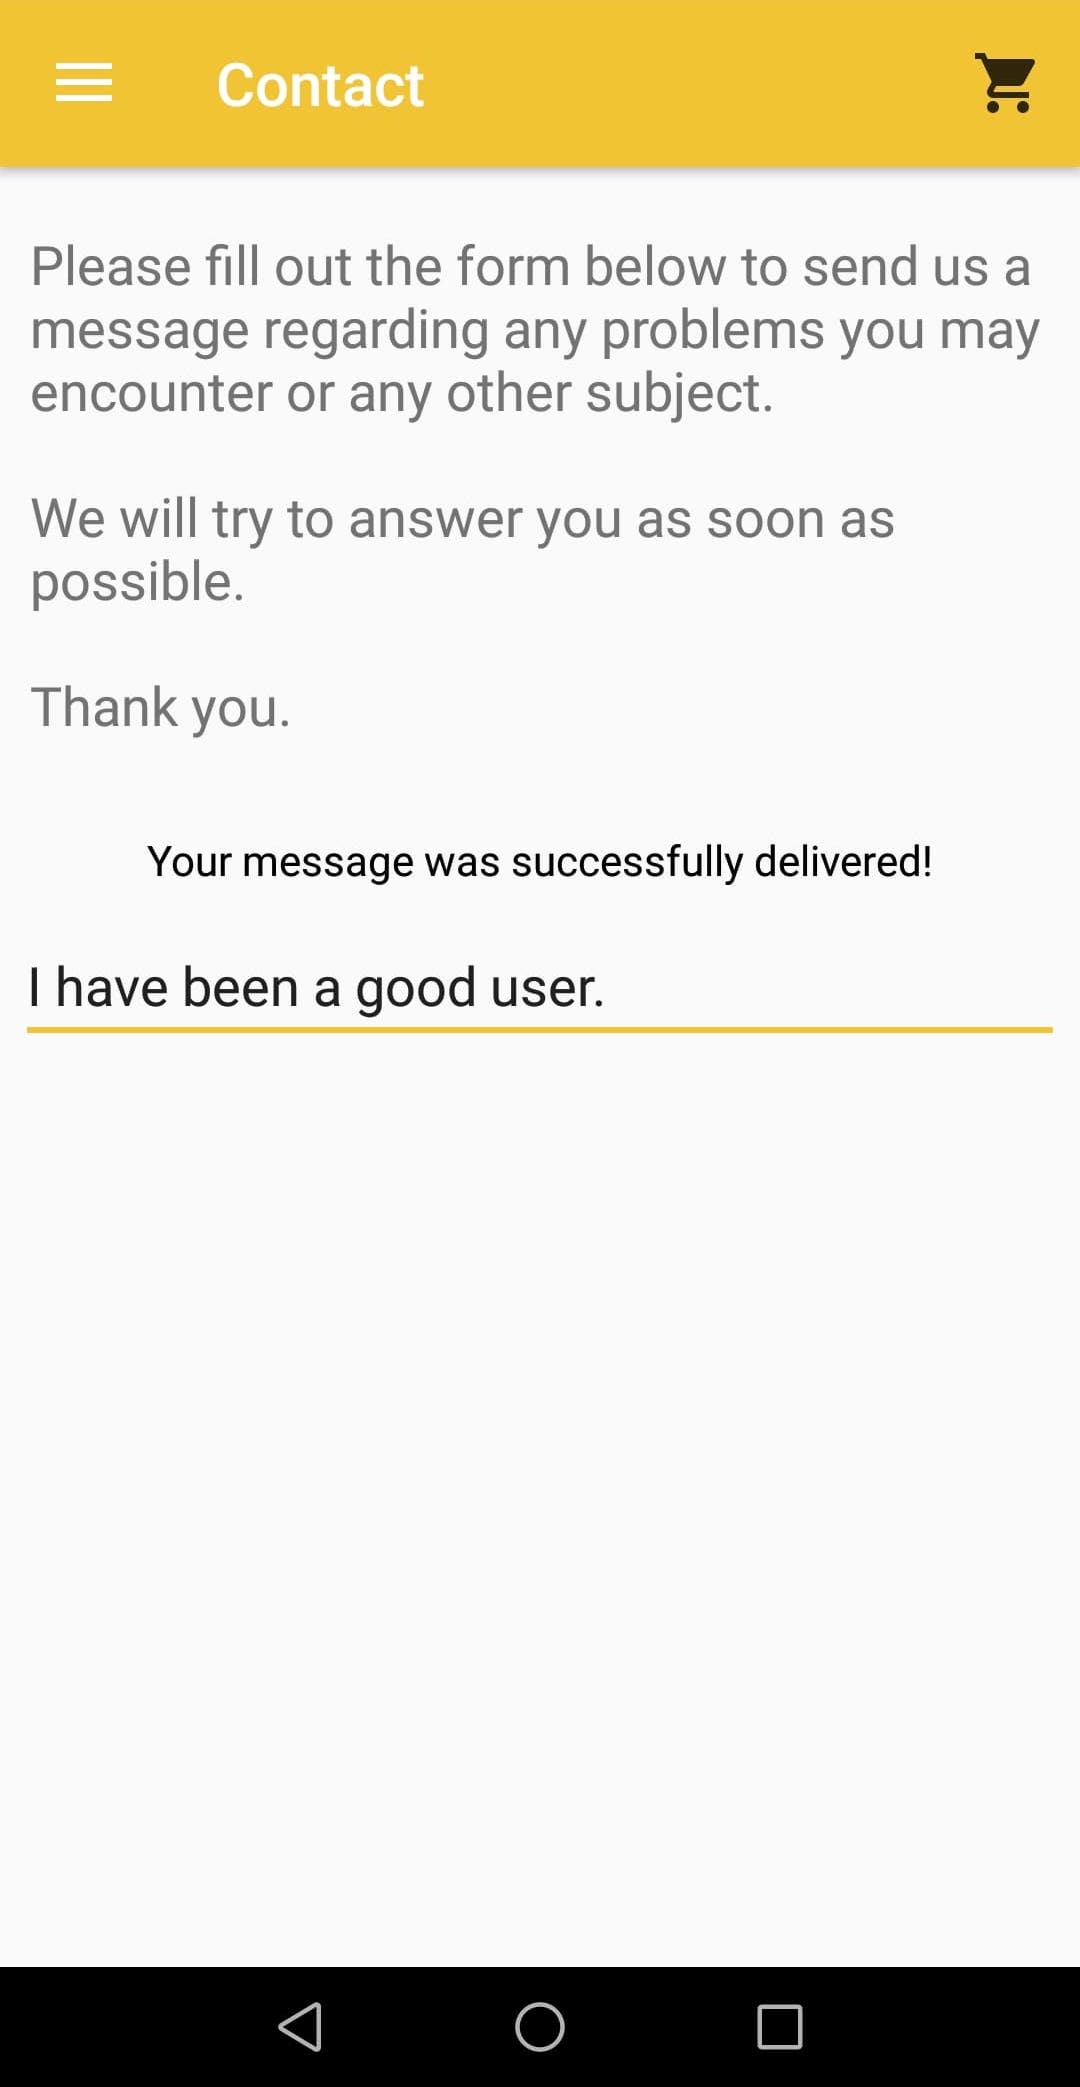 Contact
Please fill out the form below to send us a
message regarding any problems you may
encounter or any other subject.
We will try to answer you as soon as
possible.
Thank you.
Your message was successfully delivered!
I have been a good user.